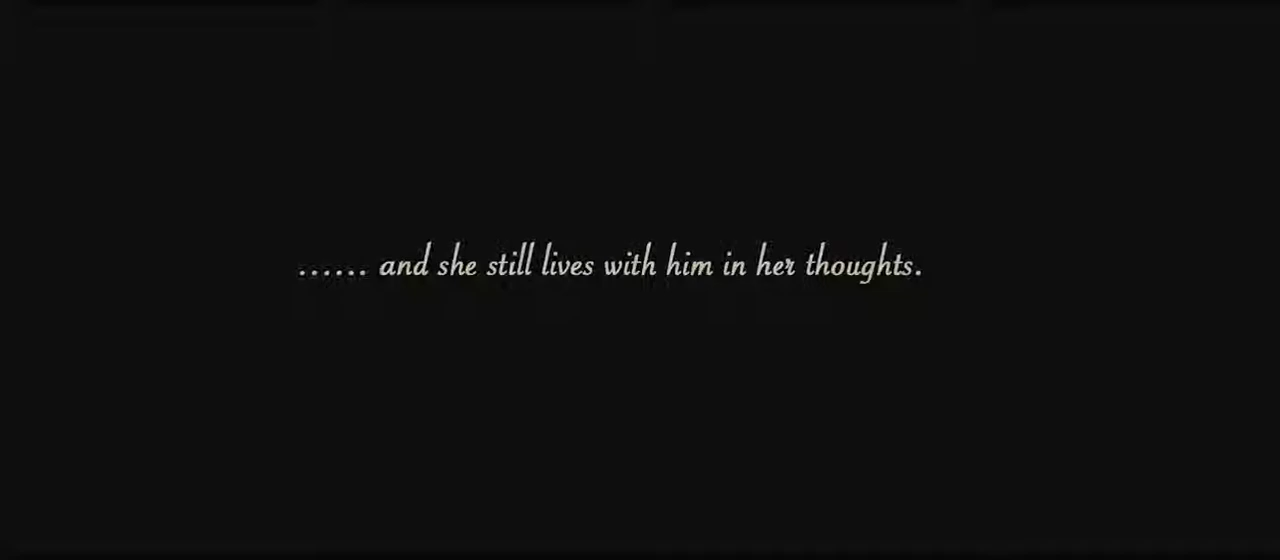 ...... and she still lives with him in her thoughts.